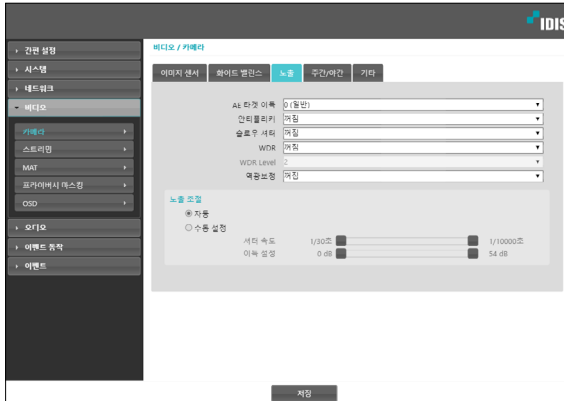 IDIS
비디오 / 카메라
간편 설정
시스템
네트워크
비디오
카메라
스트리밍
MAT
프라이버시 마스킹
OSD
오디오
이벤트 동작
이벤트
이미지 센서 화이트 밸런스 노출 주간/야간 기타
AE 타겟 이득 0 (일반)
안티플리커 꺼짐
슬로우 셔터 꺼짐
WDR 꺼짐
WDR Level 2
역광보정 꺼짐
노출 조절
자동
수동 설정
셔터 속도 1/30초 1/10000초
이득 설정 0 dB 54 dB
저장